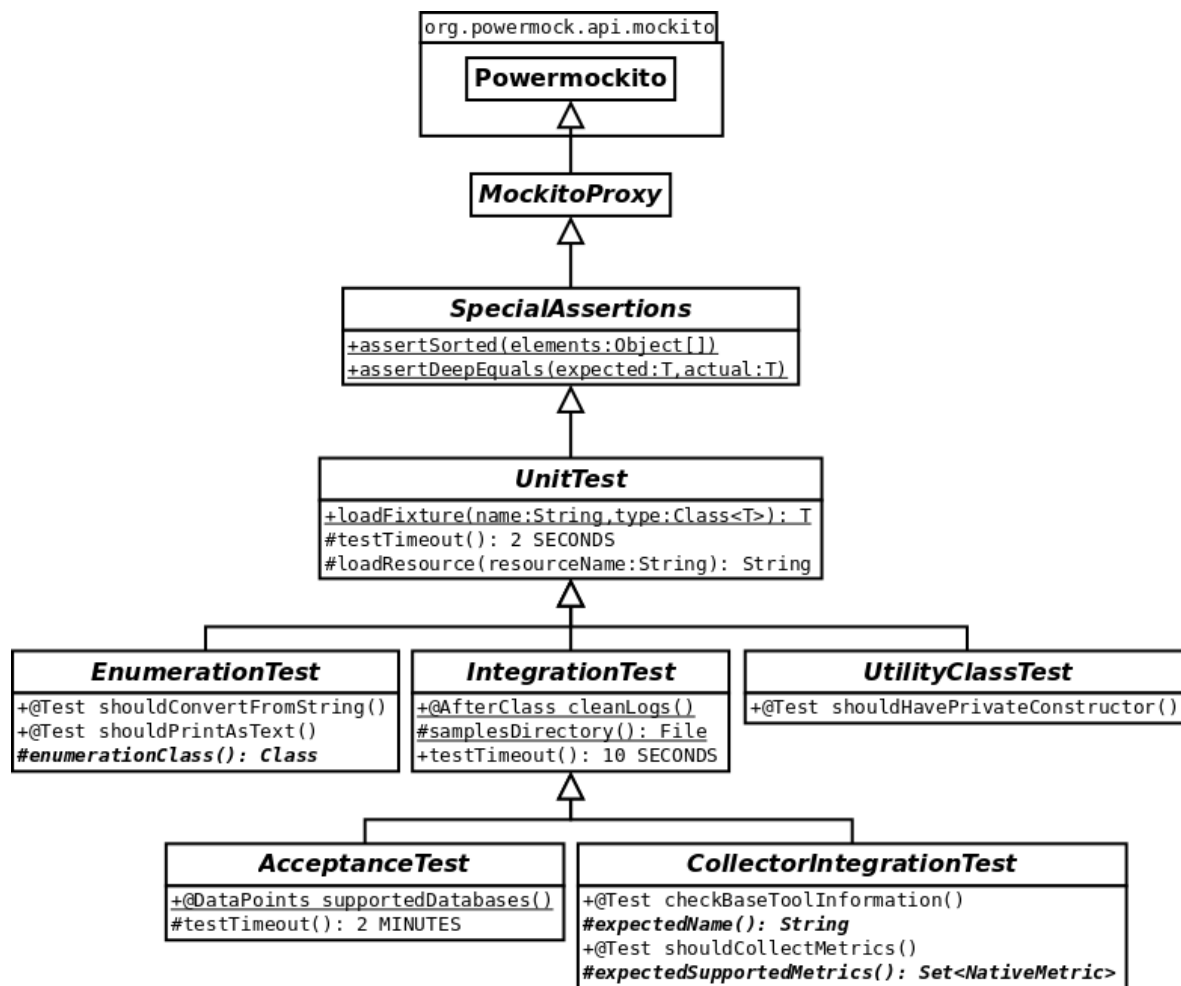 org.powermock.api.mockito
Powermockito
MockitoProxy
SpecialAssertions
+assertSorted(elements:Object[])
+assertDeepEquals(expected:T,actual:T)
UnitTest
+loadFixture(name:String,type:Class<T>): T
#testTimeout(): 2 SECONDS
#loadResource(resourceName:String): String
EnumerationTest
+@Test shouldConvertFromString()
+@Test shouldPrintAsText()
#enumerationClass(): Class
IntegrationTest
+@AfterClass cleanLogs()
#samplesDirectory(): File
+testTimeout(): 10 SECONDS
UtilityClassTest
+@Test shouldHavePrivateConstructor()
AcceptanceTest
+@DataPoints supportedDatabases()
#testTimeout(): 2 MINUTES
CollectorIntegrationTest
+@Test checkBaseToolInformation()
#expectedName(): String
+@Test shouldCollectMetrics()
#expectedSupportedMetrics(): Set<NativeMetric>